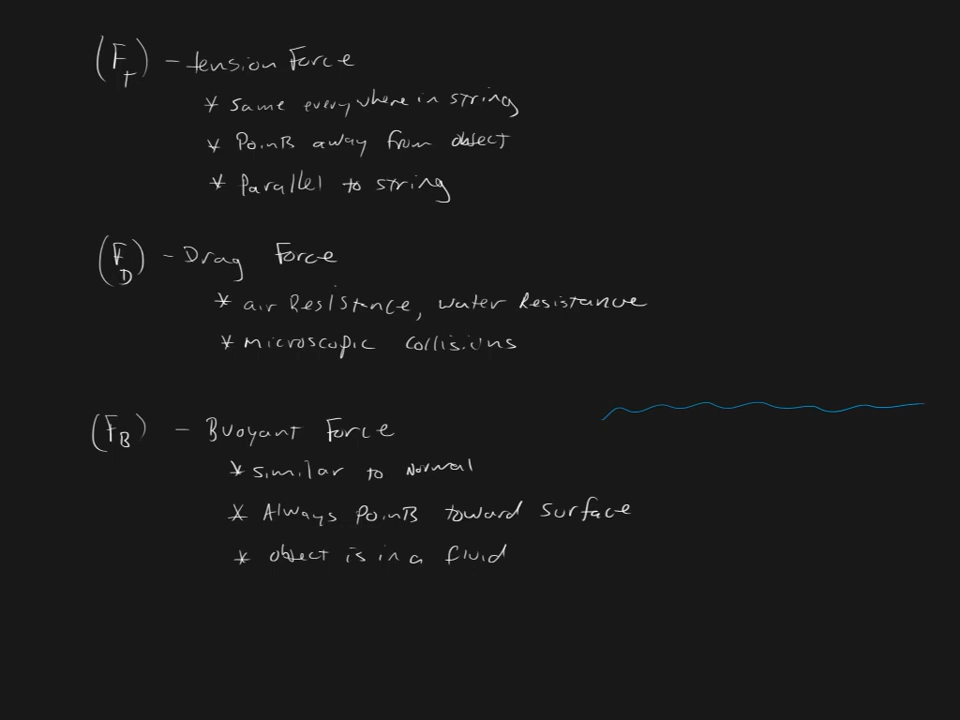 (F_T) - tension Force
* Same everywhere in string
* Points away from object
* Parallel to string
(F_D) - Drag Force
* air Resistance, water Resistance
* Microscopic collisions
(F_B) - Buoyant Force
* similar to Normal
* Always Points toward surface
* object is in a fluid